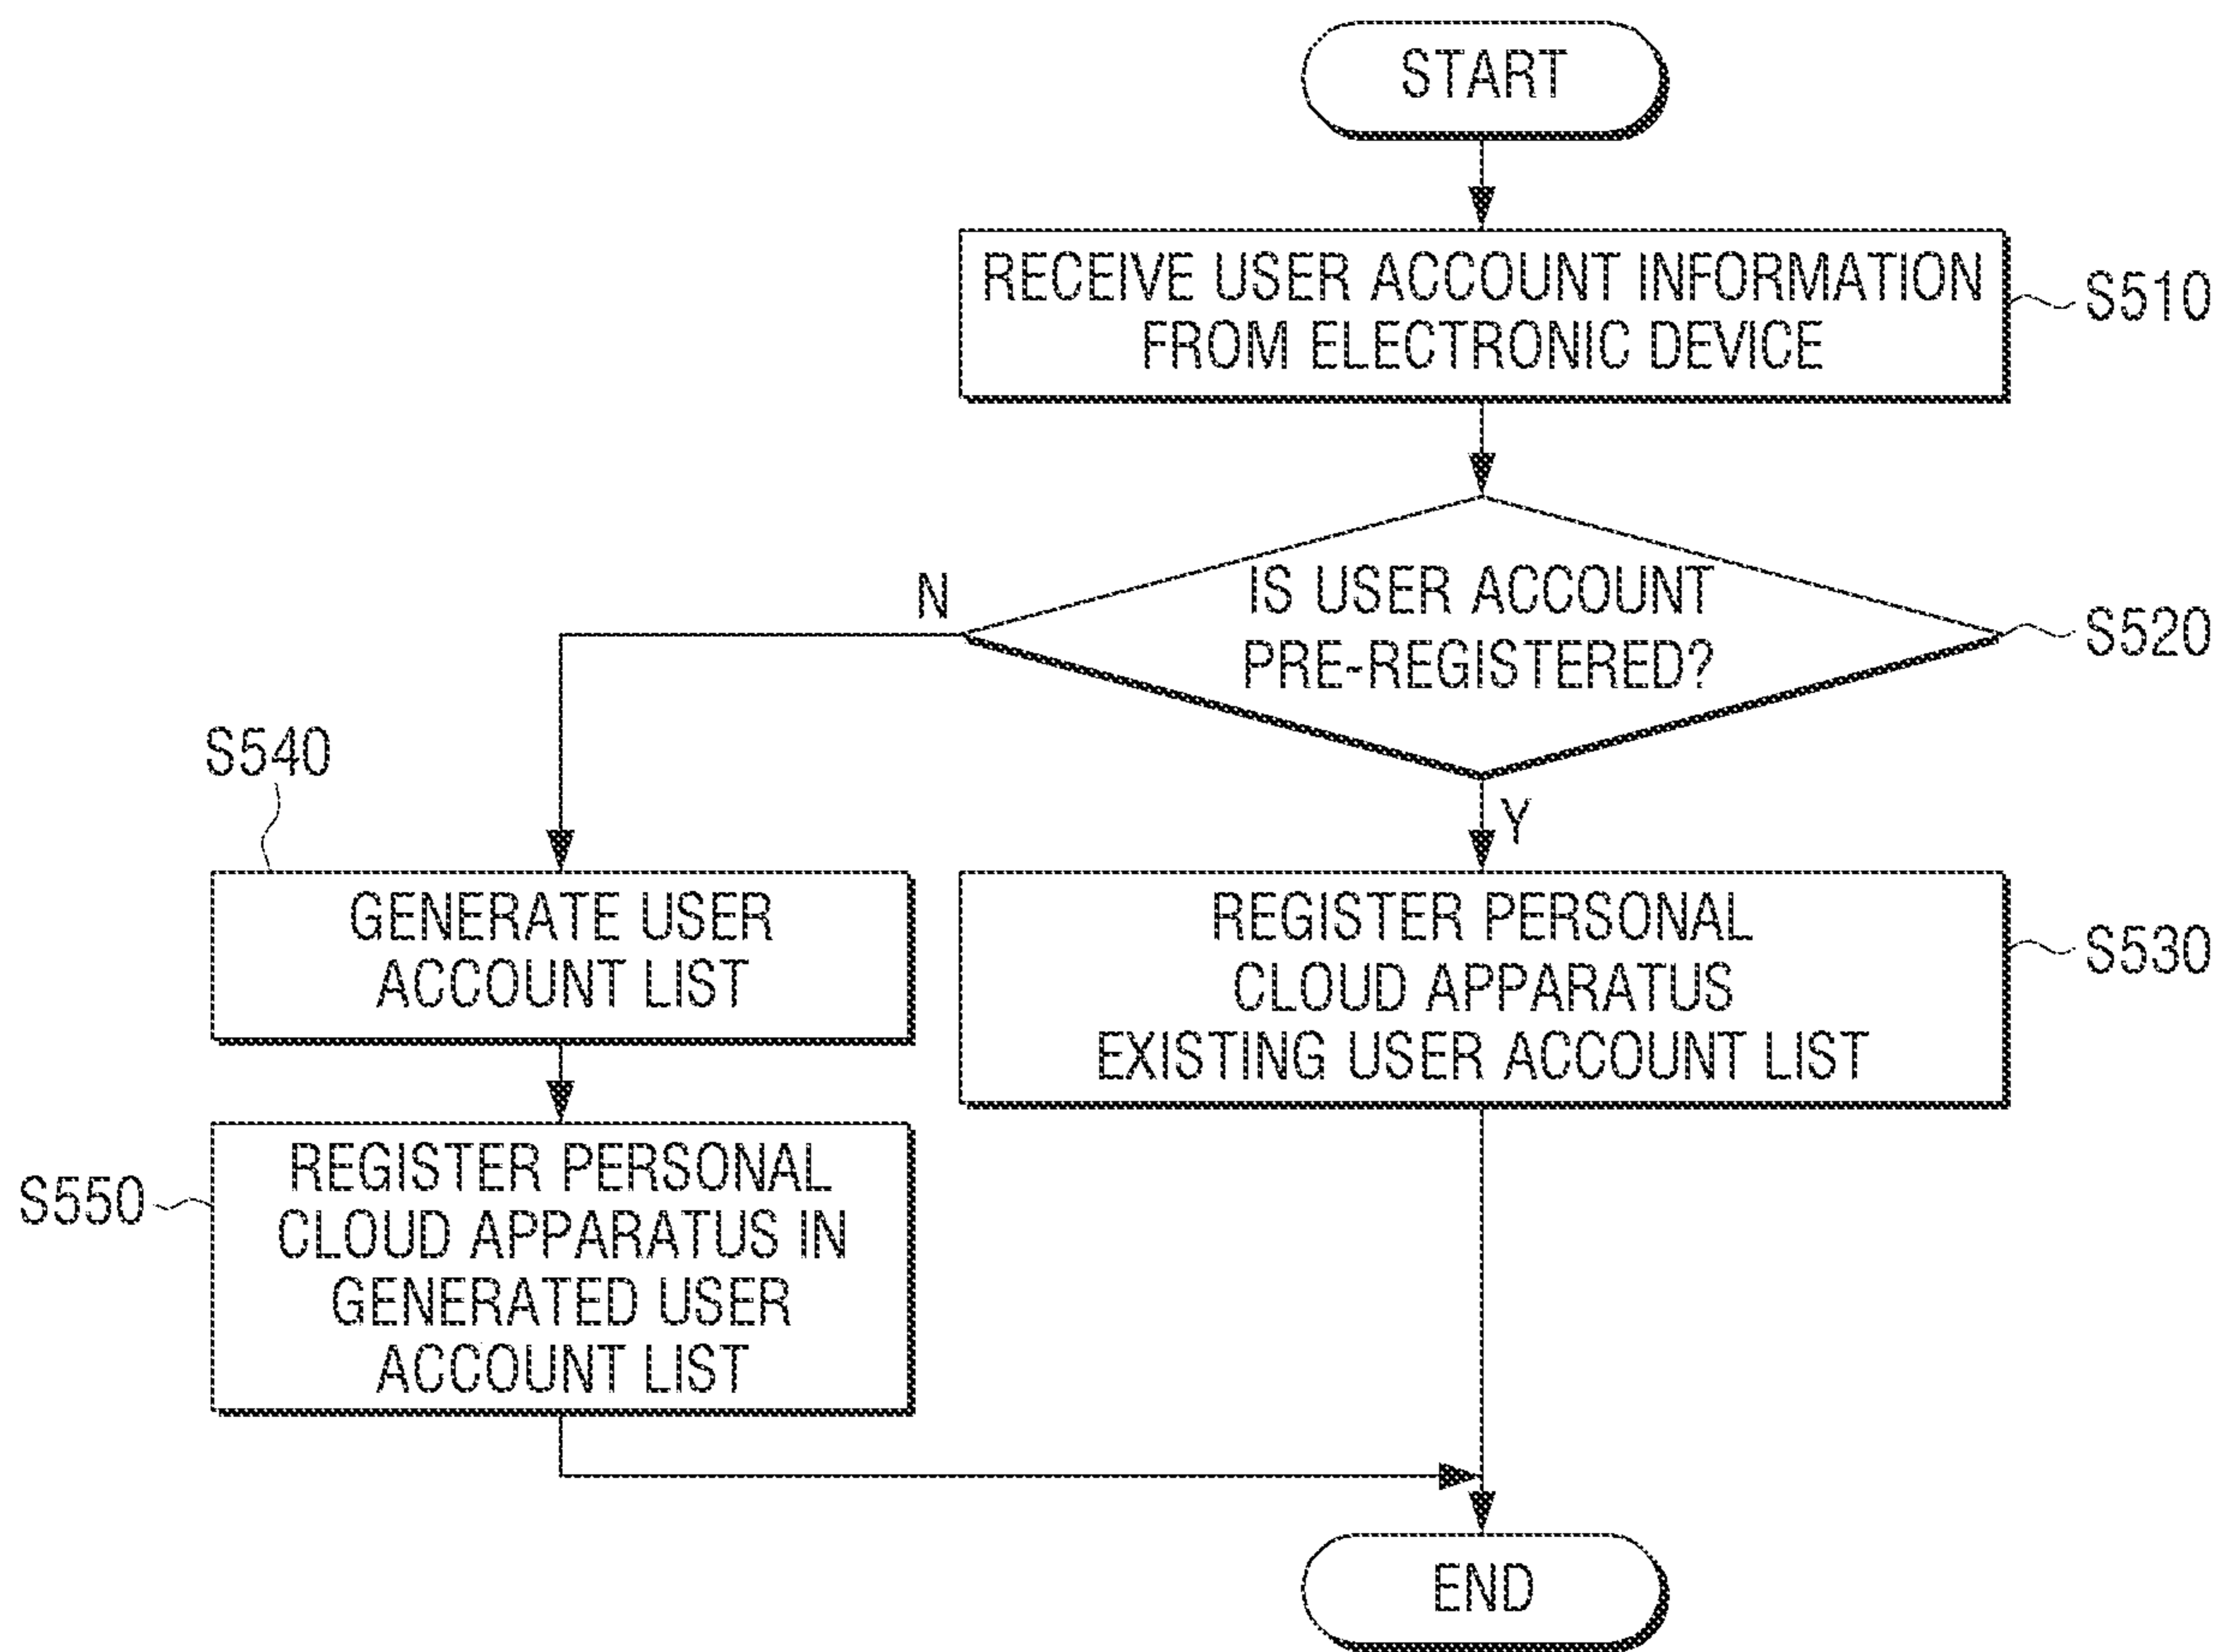 START
RECEIVE USER ACCOUNT INFORMATION
FROM ELECTRONIC DEVICE
S510
IS USER ACCOUNT
PRE-REGISTERED?
S520
N
Y
S540
GENERATE USER
ACCOUNT LIST
REGISTER PERSONAL
CLOUD APPARATUS
EXISTING USER ACCOUNT LIST
S530
S550
REGISTER PERSONAL
CLOUD APPARATUS IN
GENERATED USER
ACCOUNT LIST
END